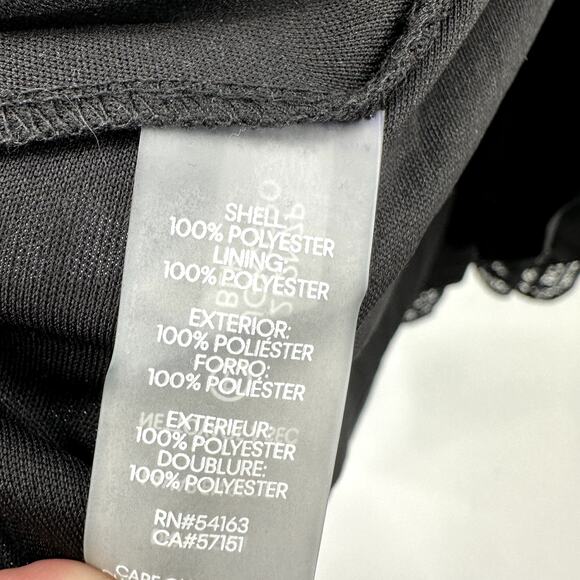 SHELL:
100% POLYESTER
LINING:
100% POLYESTER
EXTERIOR:
100% POLIÉSTER
FORRO:
100% POLIÉSTER
EXTERIEUR:
100% POLYESTER
DOUBLURE:
100% POLYESTER
RN#54163
CA#57151
CARE